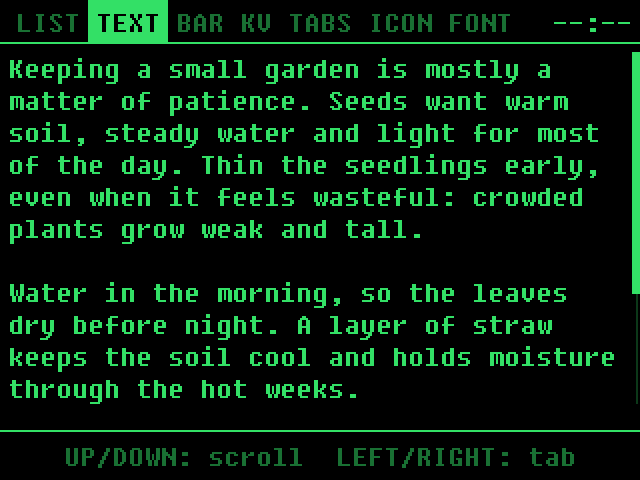 LIST TEXT BAR KV TABS ICON FONT --:--
Keeping a small garden is mostly a
matter of patience. Seeds want warm
soil, steady water and light for most
of the day. Thin the seedlings early,
even when it feels wasteful: crowded
plants grow weak and tall.
Water in the morning, so the leaves
dry before night. A layer of straw
keeps the soil cool and holds moisture
through the hot weeks.
UP/DOWN: scroll LEFT/RIGHT: tab